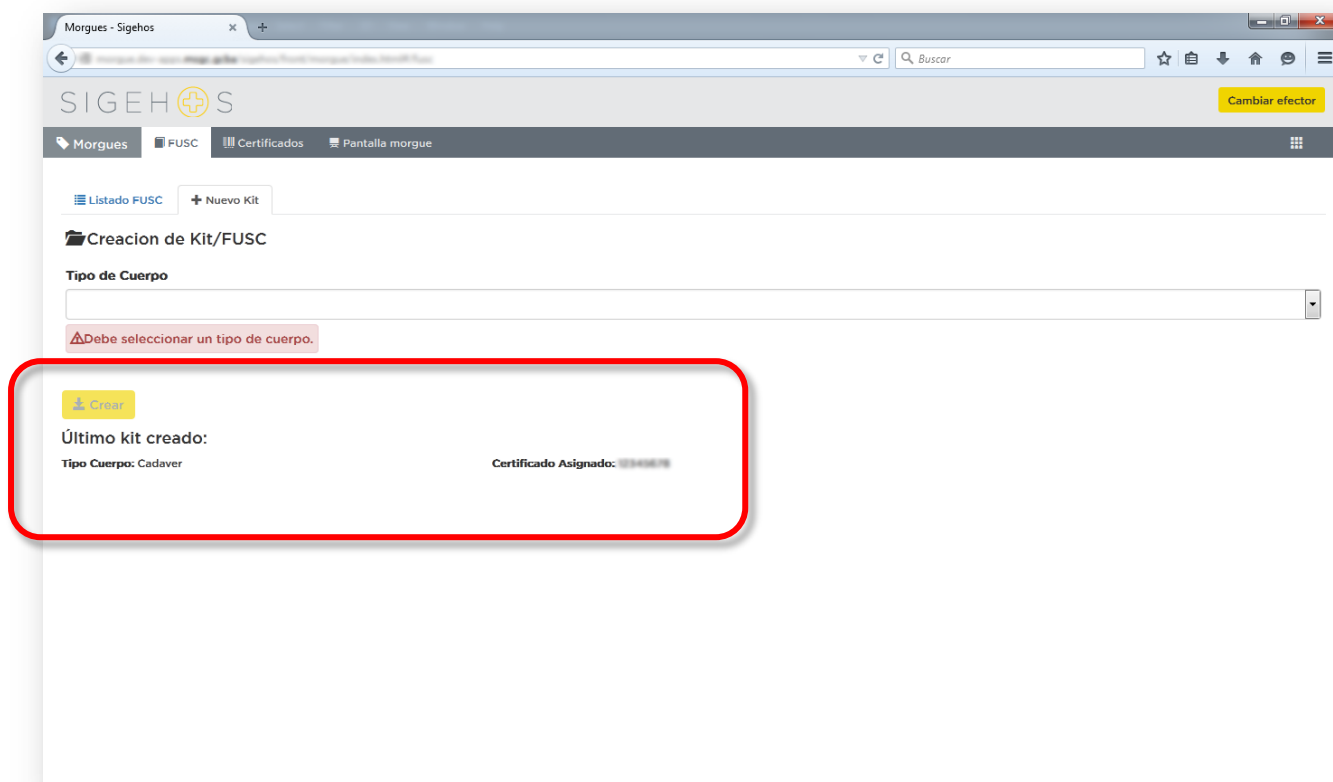 Morgues - Sigehos
Buscar
SIGEHOS
Cambiar efector
Morgues FUSC Certificados Pantalla morgue
Listado FUSC Nuevo Kit
Creacion de Kit/FUSC
Tipo de Cuerpo
Debe seleccionar un tipo de cuerpo.
Crear
Último kit creado:
Tipo Cuerpo: Cadaver Certificado Asignado: